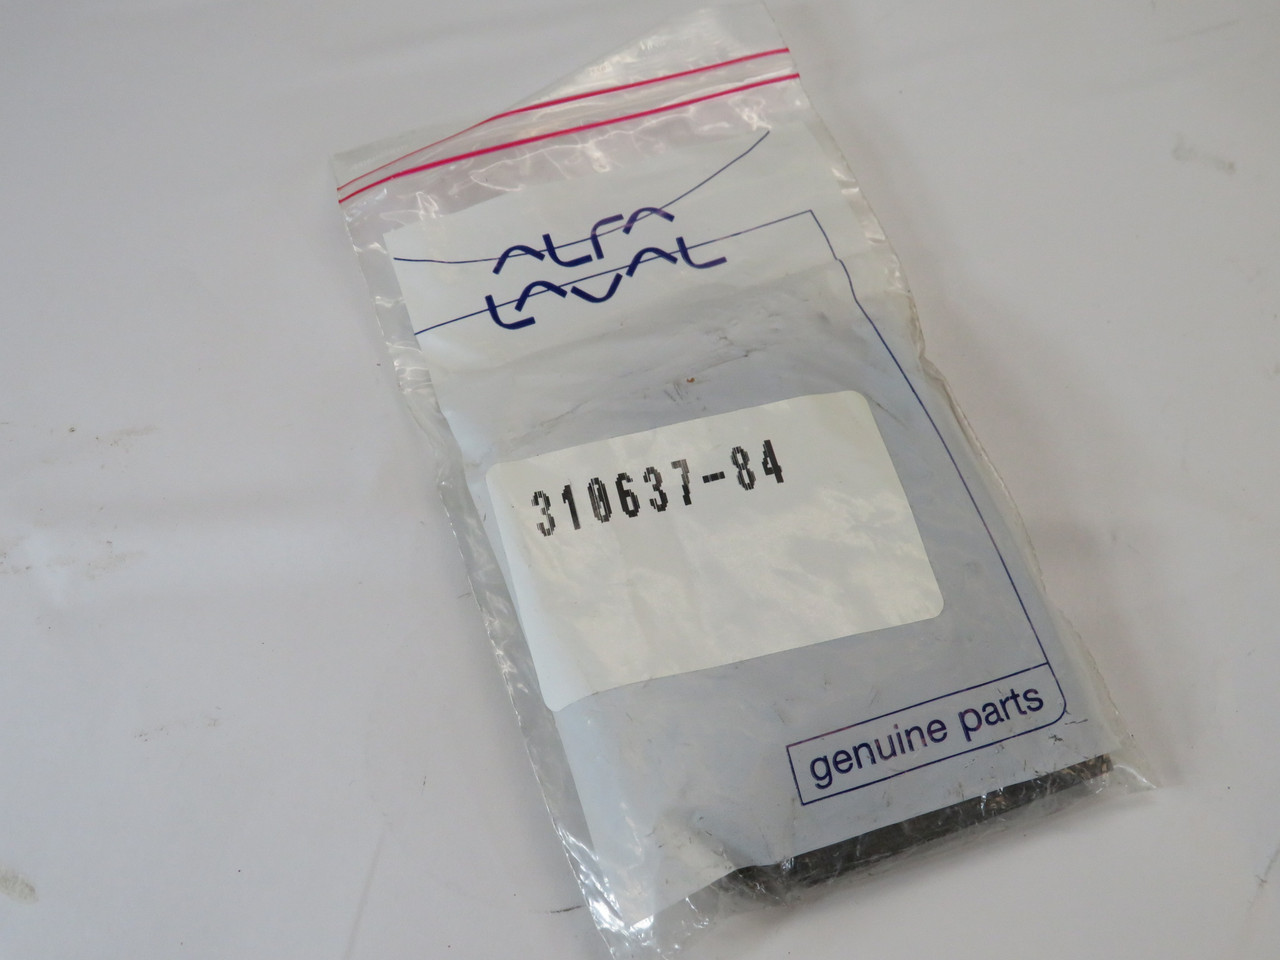 ALFA
LAVAL
310637-84
genuine parts